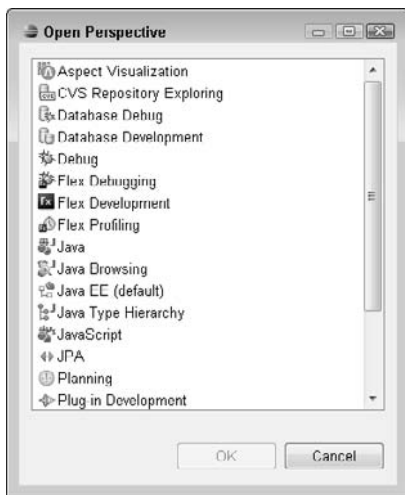 Open Perspective
Aspect Visualization
CVS Repository Exploring
Database Debug
Database Development
Debug
Flex Debugging
Flex Development
Flex Profiling
Java
Java Browsing
Java EE (default)
Java Type Hierarchy
JavaScript
JPA
Planning
Plug-in Development
OK
Cancel